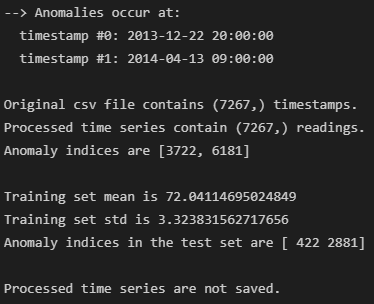 --> Anomalies occur at:
timestamp #0: 2013-12-22 20:00:00
timestamp #1: 2014-04-13 09:00:00
Original csv file contains (7267,) timestamps.
Processed time series contain (7267,) readings.
Anomaly indices are [3722, 6181]
Training set mean is 72.04114695024849
Training set std is 3.323831562717656
Anomaly indices in the test set are [ 422 2881]
Processed time series are not saved.